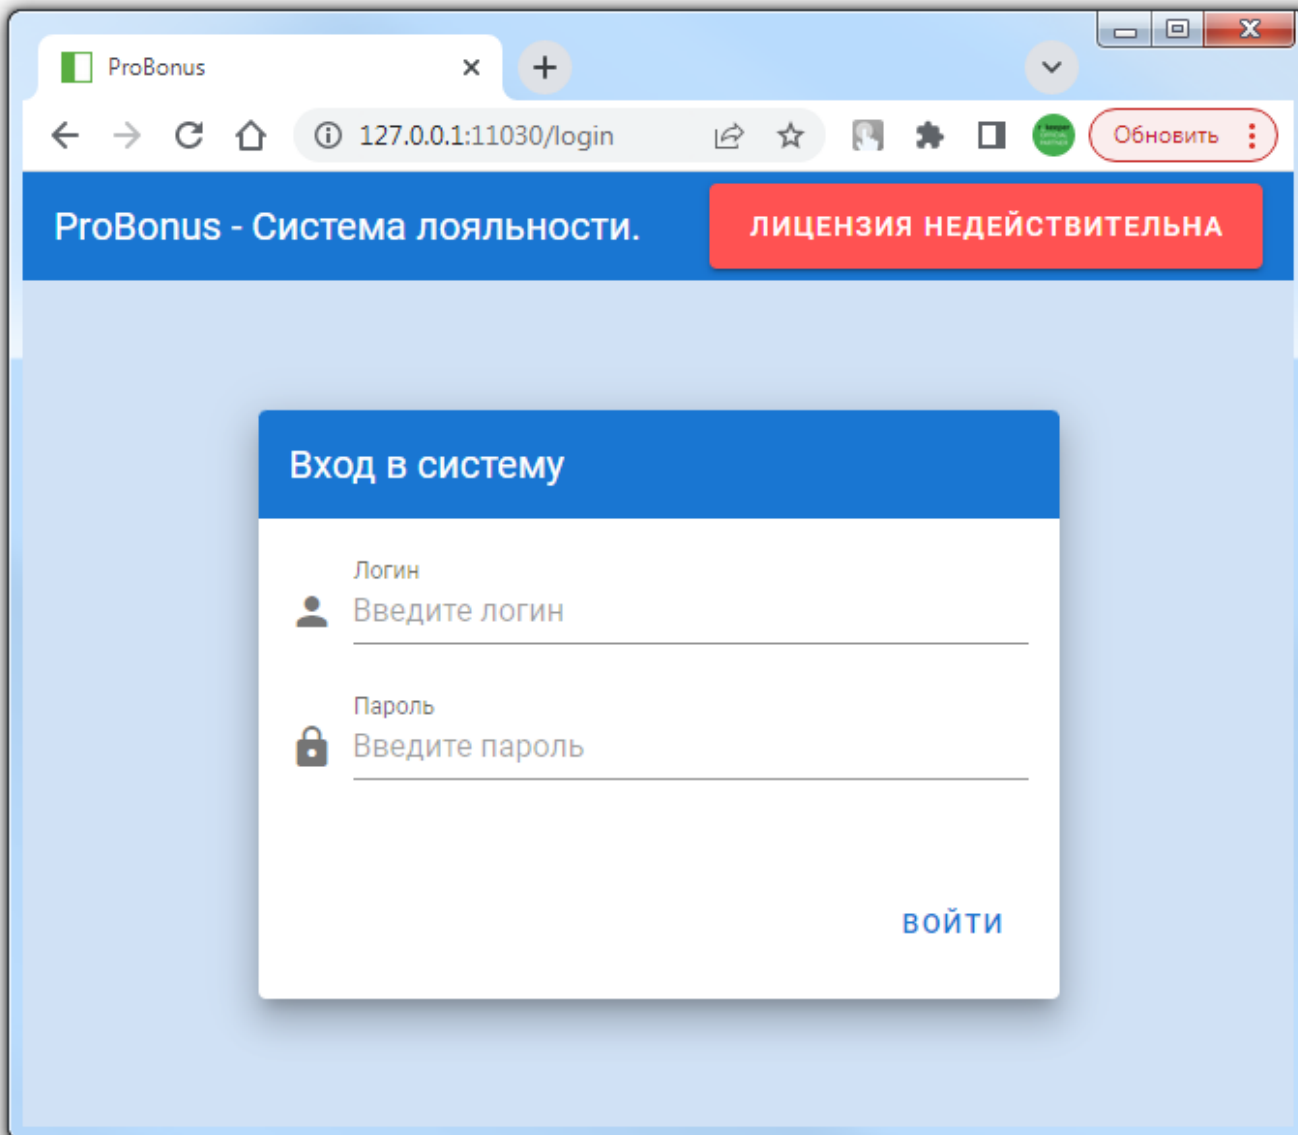 ProBonus
127.0.0.1:11030/login
Обновить
ProBonus - Система лояльности.
ЛИЦЕНЗИЯ НЕДЕЙСТВИТЕЛЬНА
Вход в систему
Логин
Введите логин
Пароль
Введите пароль
ВОЙТИ